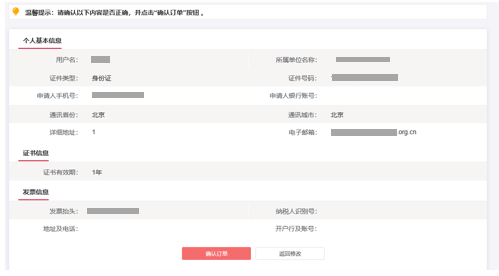 温馨提示：请确认以下内容是否正确，并点击“确认订单”按钮 。
个人基本信息
用户名： 所属单位名称：
证件类型： 身份证 证件号码：
申请人手机号： 申请人银行账号：
通讯省份： 北京 通讯城市： 北京
详细地址： 1 电子邮箱： .org.cn
证书信息
证书有效期： 1年
发票信息
发票抬头： 纳税人识别号：
地址及电话： 开户行及账号：
确认订单 返回修改